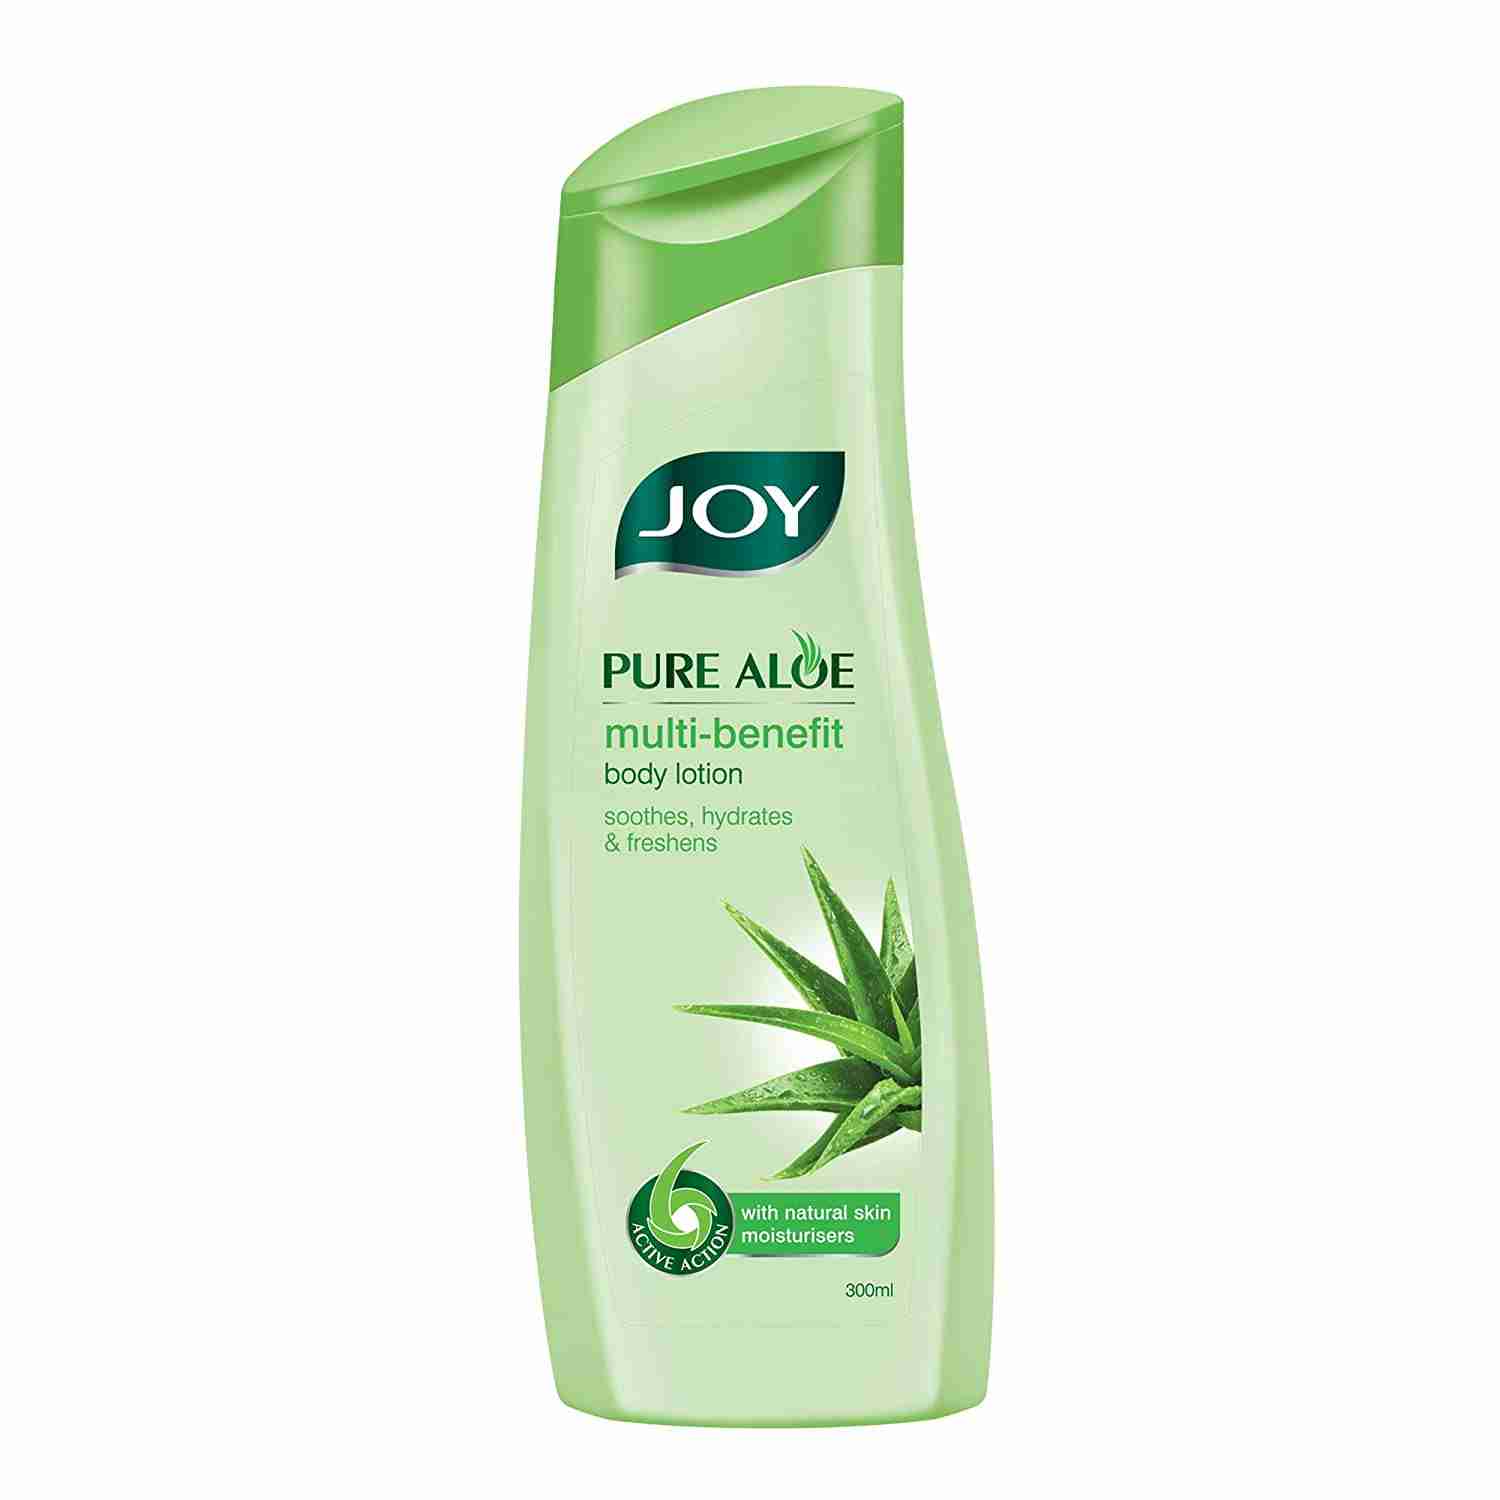 JOY
PURE ALOE
multi-benefit
body lotion
soothes, hydrates
& freshens
ACTIVE ACTION
with natural skin
moisturisers
300ml